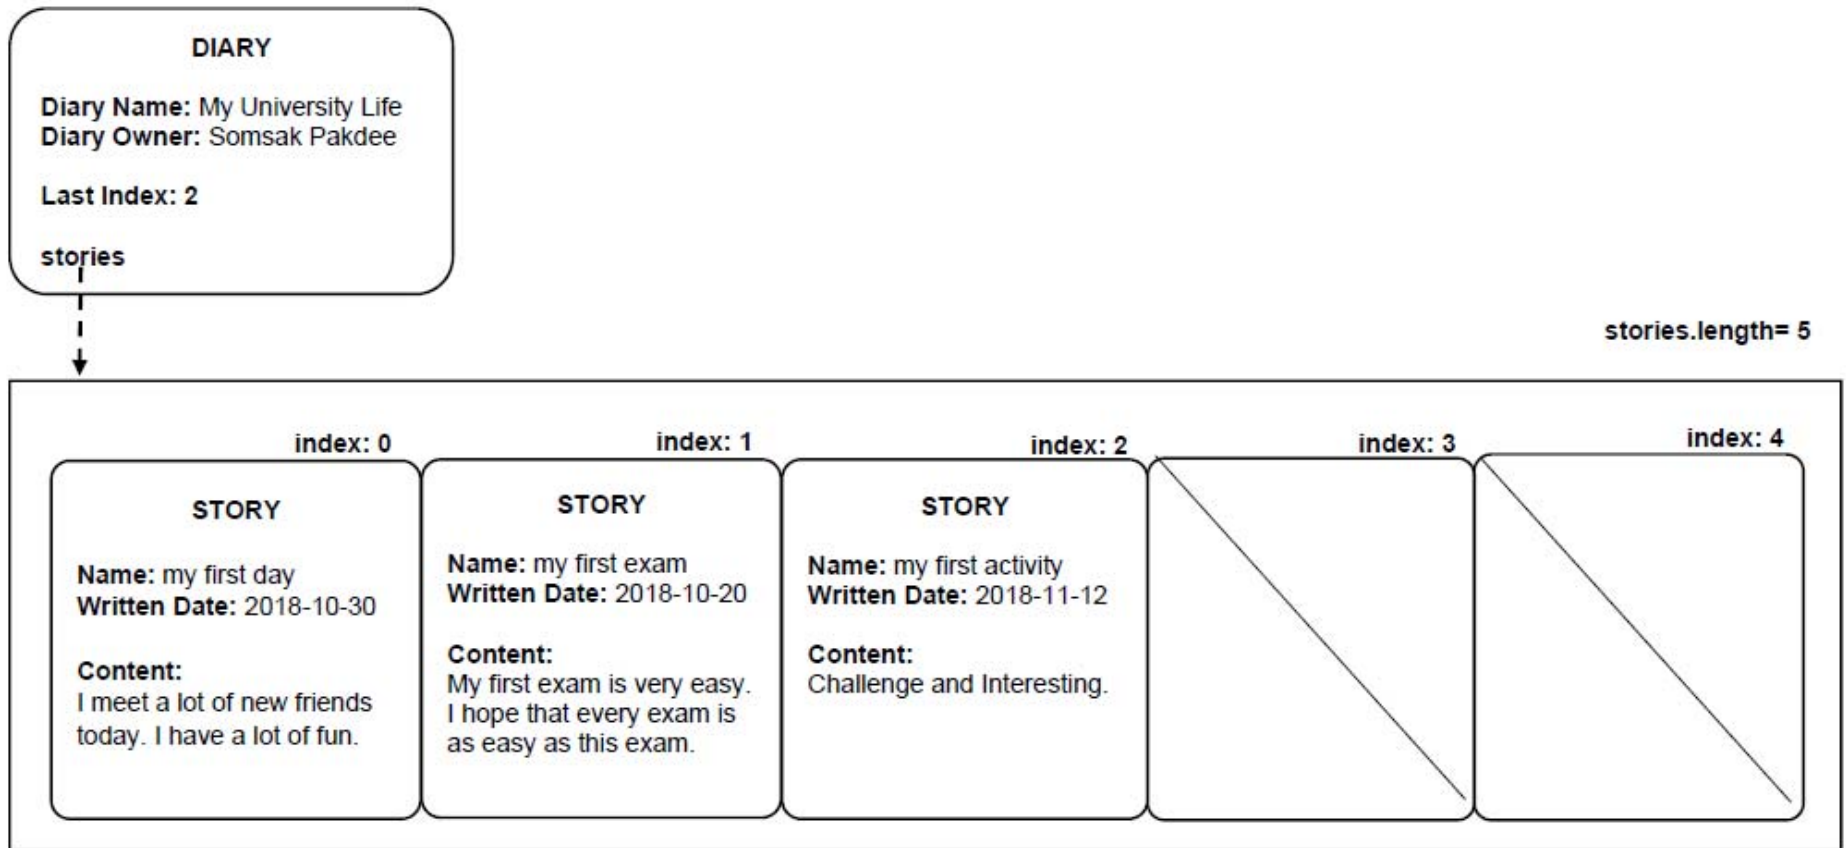 DIARY
Diary Name: My University Life
Diary Owner: Somsak Pakdee
Last Index: 2
stories
stories.length= 5
index: 0
STORY
Name: my first day
Written Date: 2018-10-30
Content:
I meet a lot of new friends
today. I have a lot of fun.
index: 1
STORY
Name: my first exam
Written Date: 2018-10-20
Content:
My first exam is very easy.
I hope that every exam is
as easy as this exam.
index: 2
STORY
Name: my first activity
Written Date: 2018-11-12
Content:
Challenge and Interesting.
index: 3
index: 4